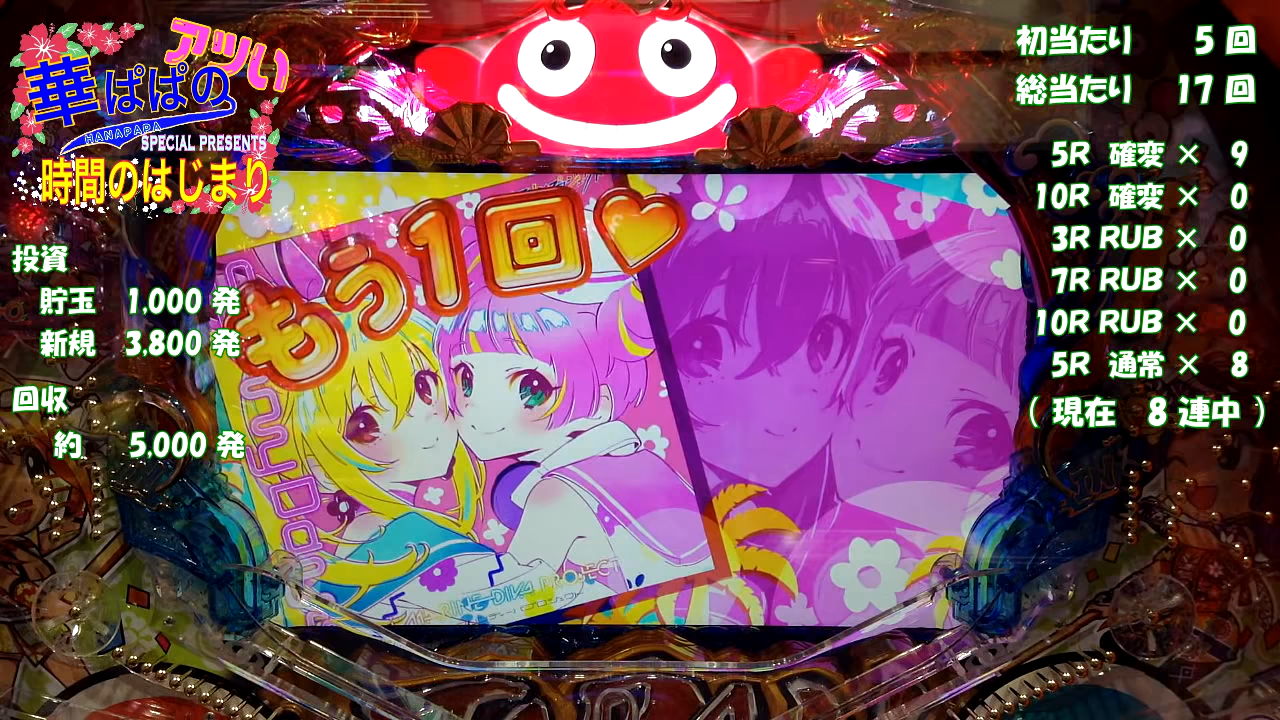 アツい
華ぱぱの
HANAPAPA
SPECIAL PRESENTS
時間のはじまり
投資
貯玉 1,000 発
新規 3,800 発
回収
約 5,000 発
もう1回♥
MARINE DIVA PROJECT
初当たり 5 回
総当たり 17 回
5R 確変 × 9
10R 確変 × 0
3R RUB × 0
7R RUB × 0
10R RUB × 0
5R 通常 × 8
( 現在 8 連中 )